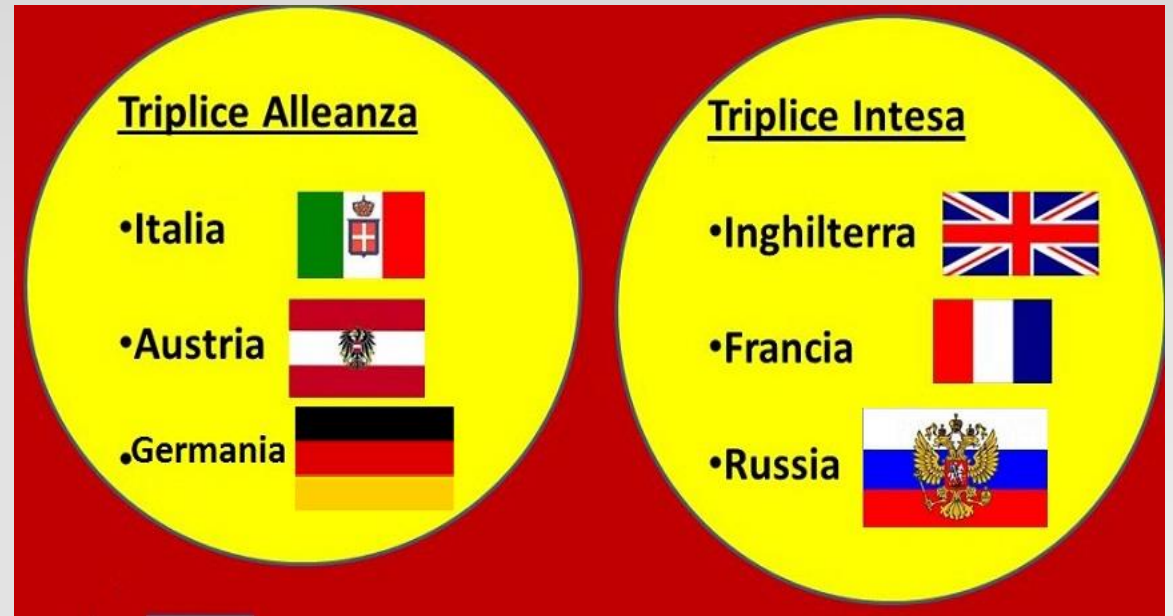 Triplice Alleanza
•Italia
•Austria
•Germania
Triplice Intesa
•Inghilterra
•Francia
•Russia